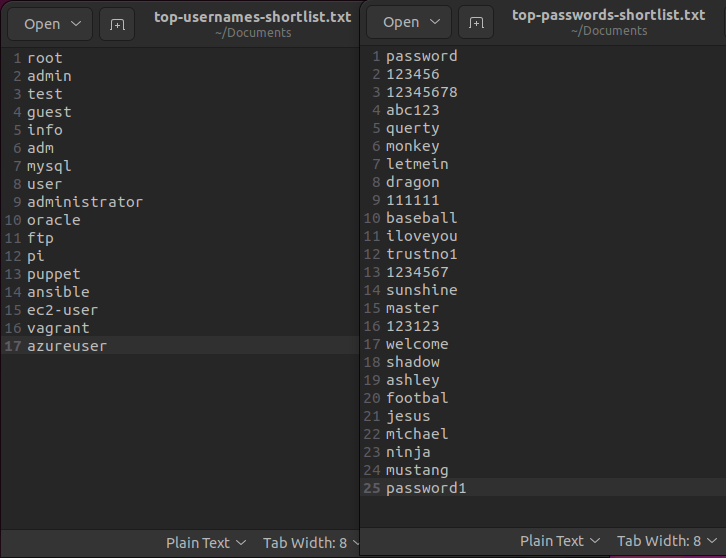 Open
top-usernames-shortlist.txt
~/Documents
1 root
2 admin
3 test
4 guest
5 info
6 adm
7 mysql
8 user
9 administrator
10 oracle
11 ftp
12 pi
13 puppet
14 ansible
15 ec2-user
16 vagrant
17 azureuser
Plain Text
Tab Width: 8
Open
top-passwords-shortlist.txt
~/Documents
1 password
2 123456
3 12345678
4 abc123
5 querty
6 monkey
7 letmein
8 dragon
9 111111
10 baseball
11 iloveyou
12 trustno1
13 1234567
14 sunshine
15 master
16 123123
17 welcome
18 shadow
19 ashley
20 footbal
21 jesus
22 michael
23 ninja
24 mustang
25 password1
Plain Text
Tab Width: 8